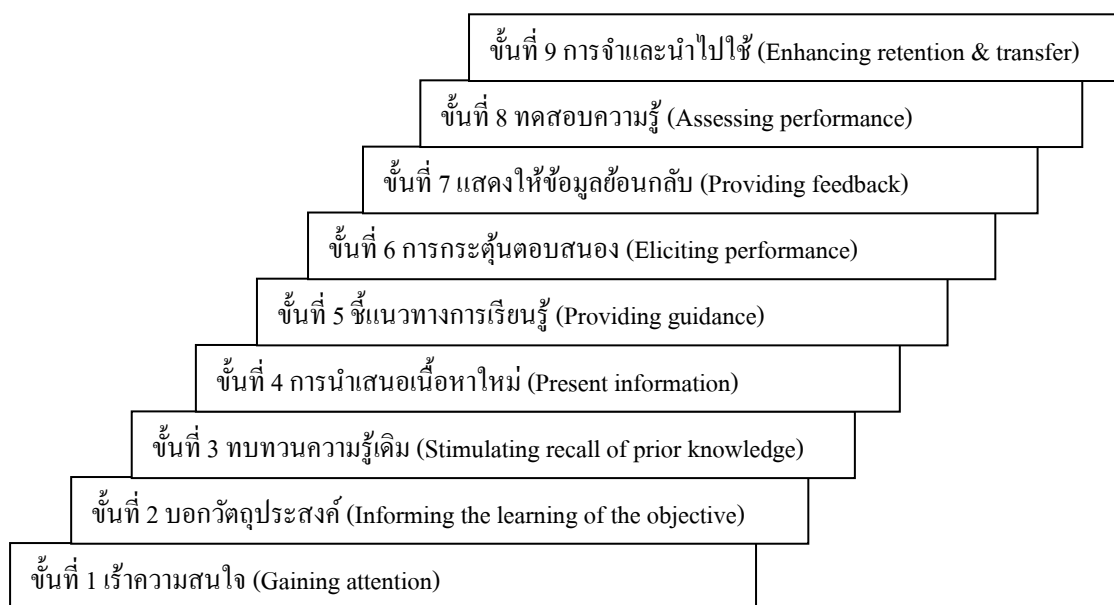 ขั้นที่ 9 การจำและนำไปใช้ (Enhancing retention & transfer)
ขั้นที่ 8 ทดสอบความรู้ (Assessing performance)
ขั้นที่ 7 แสดงให้ข้อมูลย้อนกลับ (Providing feedback)
ขั้นที่ 6 การกระตุ้นตอบสนอง (Eliciting performance)
ขั้นที่ 5 ชี้แนวทางการเรียนรู้ (Providing guidance)
ขั้นที่ 4 การนำเสนอเนื้อหาใหม่ (Present information)
ขั้นที่ 3 ทบทวนความรู้เดิม (Stimulating recall of prior knowledge)
ขั้นที่ 2 บอกวัตถุประสงค์ (Informing the learning of the objective)
ขั้นที่ 1 เร้าความสนใจ (Gaining attention)